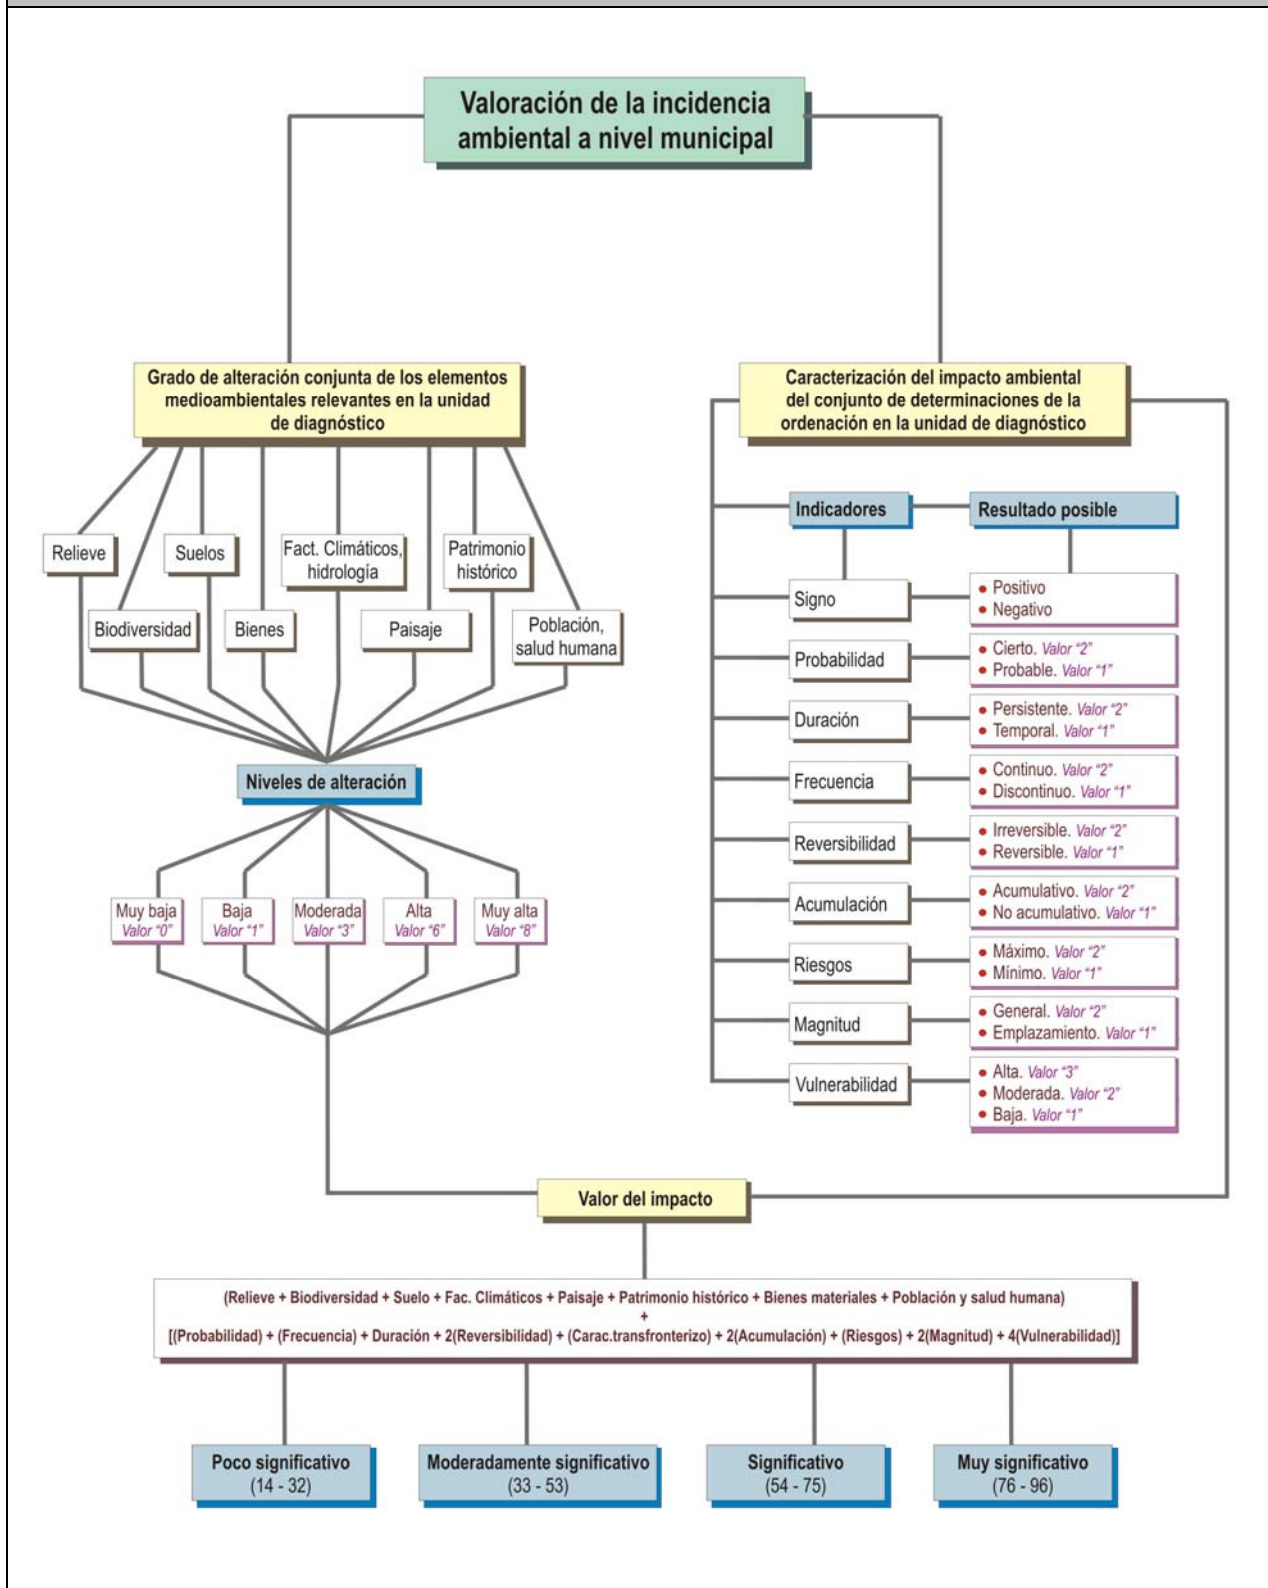 Valoración de la incidencia
ambiental a nivel municipal
Grado de alteración conjunta de los elementos
medioambientales relevantes en la unidad
de diagnóstico
Relieve
Biodiversidad
Suelos
Bienes
Fact. Climáticos,
hidrología
Paisaje
Patrimonio
histórico
Población,
salud humana
Niveles de alteración
Muy baja
Valor “0”
Baja
Valor “1”
Moderada
Valor “3”
Alta
Valor “6”
Muy alta
Valor “8”
Caracterización del impacto ambiental
del conjunto de determinaciones de la
ordenación en la unidad de diagnóstico
Indicadores
Resultado posible
Signo
• Positivo
• Negativo
Probabilidad
• Cierto. Valor “2”
• Probable. Valor “1”
Duración
• Persistente. Valor “2”
• Temporal. Valor “1”
Frecuencia
• Continuo. Valor “2”
• Discontinuo. Valor “1”
Reversibilidad
• Irreversible. Valor “2”
• Reversible. Valor “1”
Acumulación
• Acumulativo. Valor “2”
• No acumulativo. Valor “1”
Riesgos
• Máximo. Valor “2”
• Mínimo. Valor “1”
Magnitud
• General. Valor “2”
• Emplazamiento. Valor “1”
Vulnerabilidad
• Alta. Valor “3”
• Moderada. Valor “2”
• Baja. Valor “1”
Valor del impacto
(Relieve + Biodiversidad + Suelo + Fac. Climáticos + Paisaje + Patrimonio histórico + Bienes materiales + Población y salud humana)
+
[(Probabilidad) + (Frecuencia) + Duración + 2(Reversibilidad) + (Carac.transfronterizo) + 2(Acumulación) + (Riesgos) + 2(Magnitud) + 4(Vulnerabilidad)]
Poco significativo
(14 - 32)
Moderadamente significativo
(33 - 53)
Significativo
(54 - 75)
Muy significativo
(76 - 96)